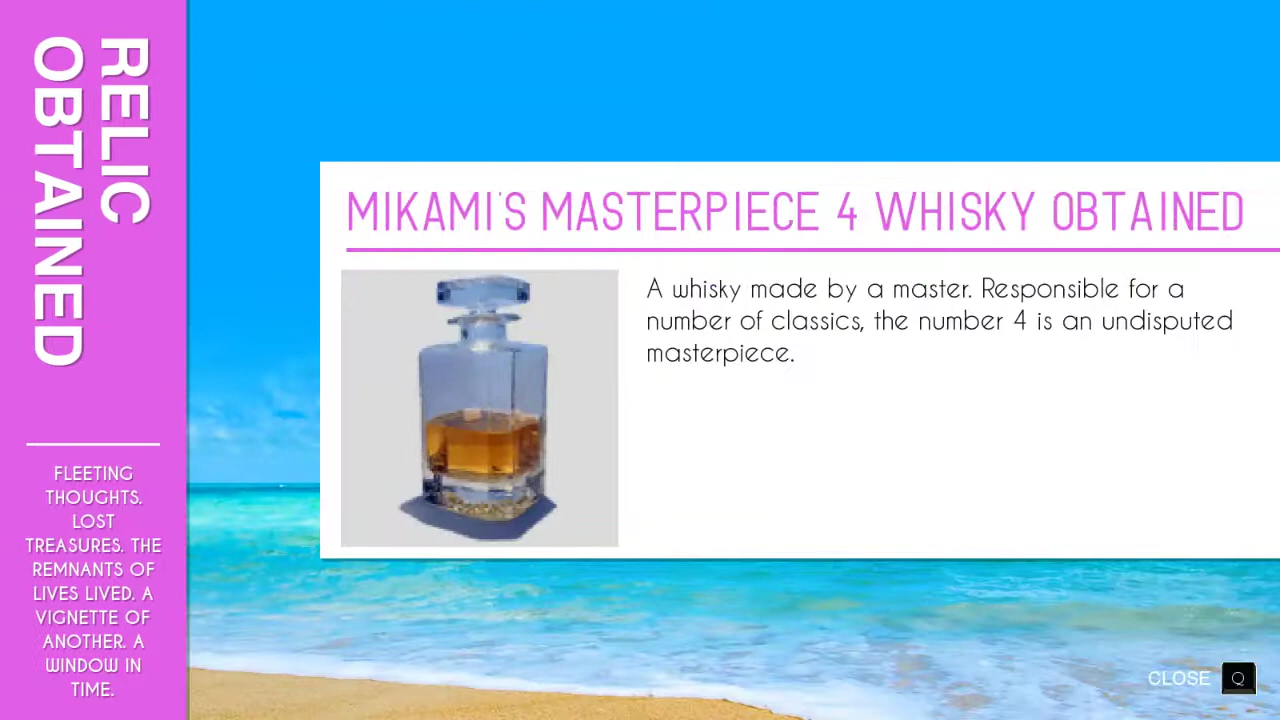 RELIC
OBTAINED
FLEETING
THOUGHTS.
LOST
TREASURES. THE
REMNANTS OF
LIVES LIVED. A
VIGNETTE OF
ANOTHER. A
WINDOW IN
TIME.
MIKAMI'S MASTERPIECE 4 WHISKY OBTAINED
A whisky made by a master. Responsible for a
number of classics, the number 4 is an undisputed
masterpiece.
CLOSE Q